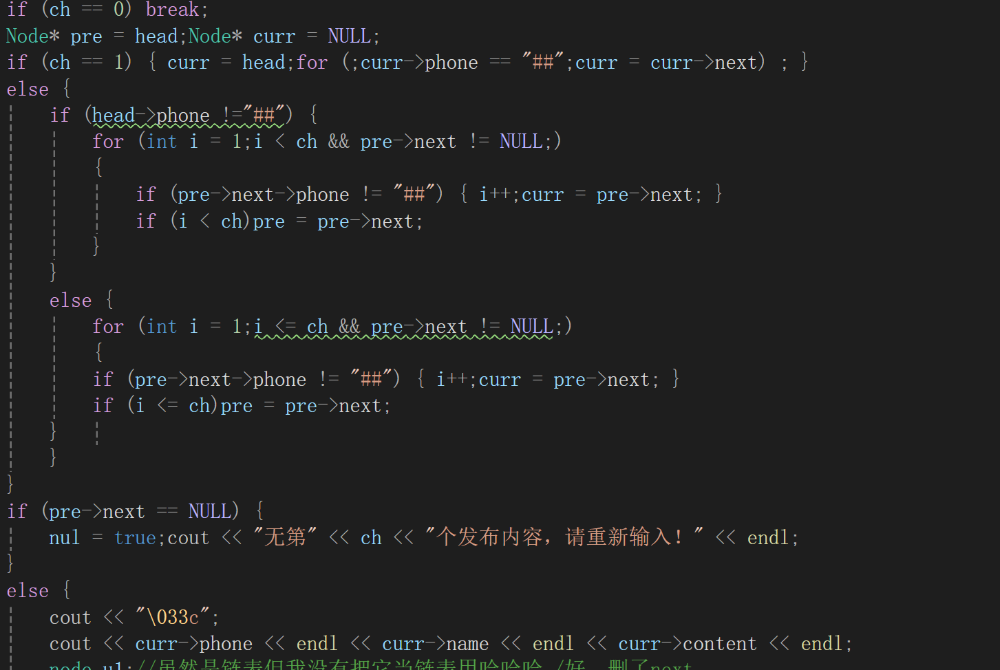 if (ch == 0) break;
Node* pre = head;Node* curr = NULL;
if (ch == 1) { curr = head;for (;curr->phone == "##";curr = curr->next) ; }
else {
if (head->phone !="##") {
for (int i = 1;i < ch && pre->next != NULL;)
{
if (pre->next->phone != "##") { i++;curr = pre->next; }
if (i < ch)pre = pre->next;
}
}
else {
for (int i = 1;i <= ch && pre->next != NULL;)
{
if (pre->next->phone != "##") { i++;curr = pre->next; }
if (i <= ch)pre = pre->next;
}
}
}
if (pre->next == NULL) {
nul = true;cout << "无第" << ch << "个发布内容，请重新输入！" << endl;
}
else {
cout << "\033c";
cout << curr->phone << endl << curr->name << endl << curr->content << endl;
node u1;//虽然是链表但我没有把它当链表用哈哈哈 /好，删了next